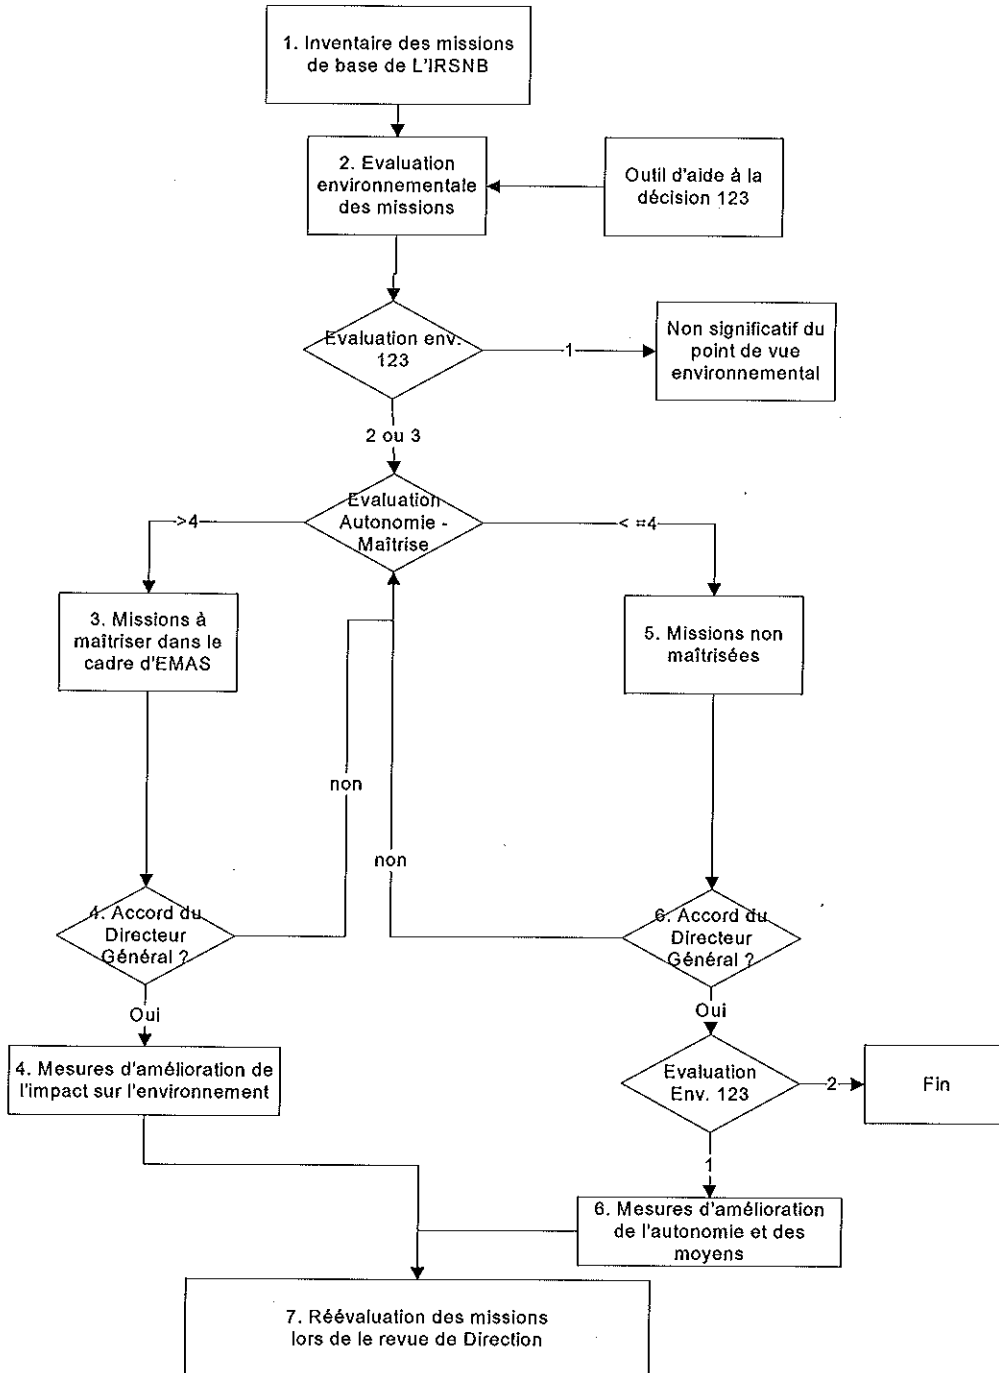 1. Inventaire des missions
de base de L'IRSNB
2. Evaluation
environnementale
des missions
Outil d'aide à la
décision 123
Evaluation env.
123
1
Non significatif du
point de vue
environnemental
2 ou 3
Evaluation
Autonomie -
Maîtrise
>4
< =4
3. Missions à
maîtriser dans le
cadre d'EMAS
5. Missions non
maîtrisées
non
non
4. Accord du
Directeur
Général ?
6. Accord du
Directeur
Général ?
Oui
Oui
4. Mesures d'amélioration de
l'impact sur l'environnement
Evaluation
Env. 123
2
Fin
1
6. Mesures d'amélioration
de l'autonomie et des
moyens
7. Réévaluation des missions
lors de le revue de Direction